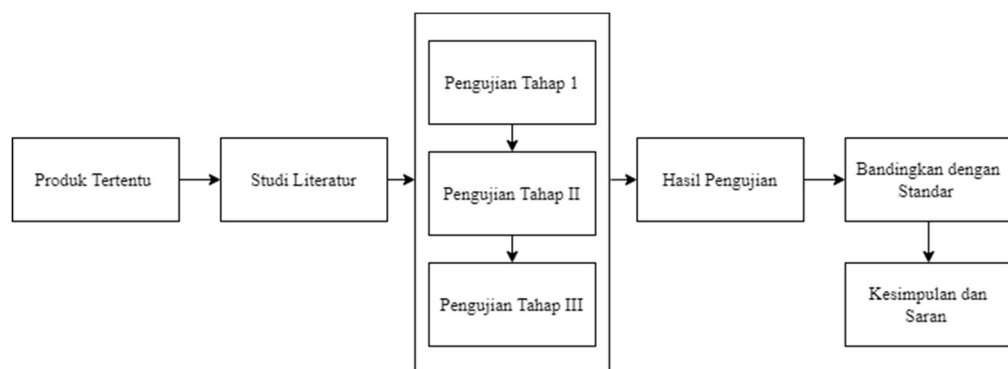 Produk Tertentu
Studi Literatur
Pengujian Tahap 1
Pengujian Tahap II
Pengujian Tahap III
Hasil Pengujian
Bandingkan dengan
Standar
Kesimpulan dan
Saran